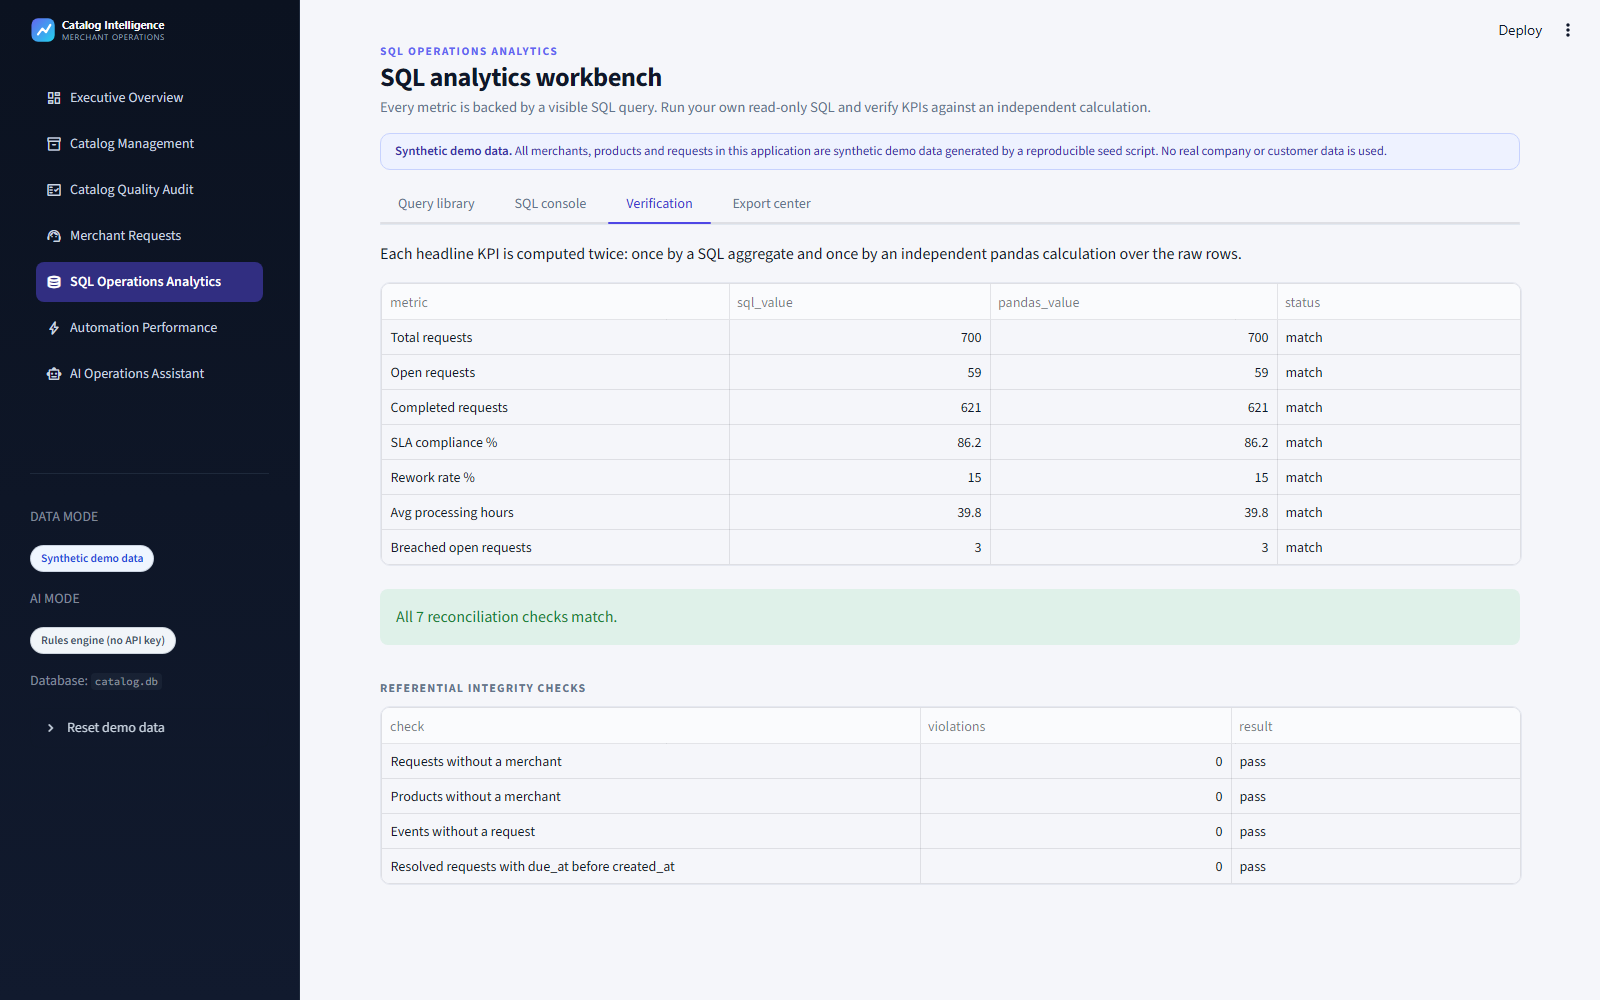 Catalog Intelligence
MERCHANT OPERATIONS
Executive Overview
Catalog Management
Catalog Quality Audit
Merchant Requests
SQL Operations Analytics
Automation Performance
AI Operations Assistant
DATA MODE
Synthetic demo data
AI MODE
Rules engine (no API key)
Database: catalog.db
Reset demo data
Deploy
SQL OPERATIONS ANALYTICS
SQL analytics workbench
Every metric is backed by a visible SQL query. Run your own read-only SQL and verify KPIs against an independent calculation.
Synthetic demo data. All merchants, products and requests in this application are synthetic demo data generated by a reproducible seed script. No real company or customer data is used.
Query library SQL console Verification Export center
Each headline KPI is computed twice: once by a SQL aggregate and once by an independent pandas calculation over the raw rows.
metric sql_value pandas_value status
Total requests 700 700 match
Open requests 59 59 match
Completed requests 621 621 match
SLA compliance % 86.2 86.2 match
Rework rate % 15 15 match
Avg processing hours 39.8 39.8 match
Breached open requests 3 3 match
All 7 reconciliation checks match.
REFERENTIAL INTEGRITY CHECKS
check violations result
Requests without a merchant 0 pass
Products without a merchant 0 pass
Events without a request 0 pass
Resolved requests with due_at before created_at 0 pass